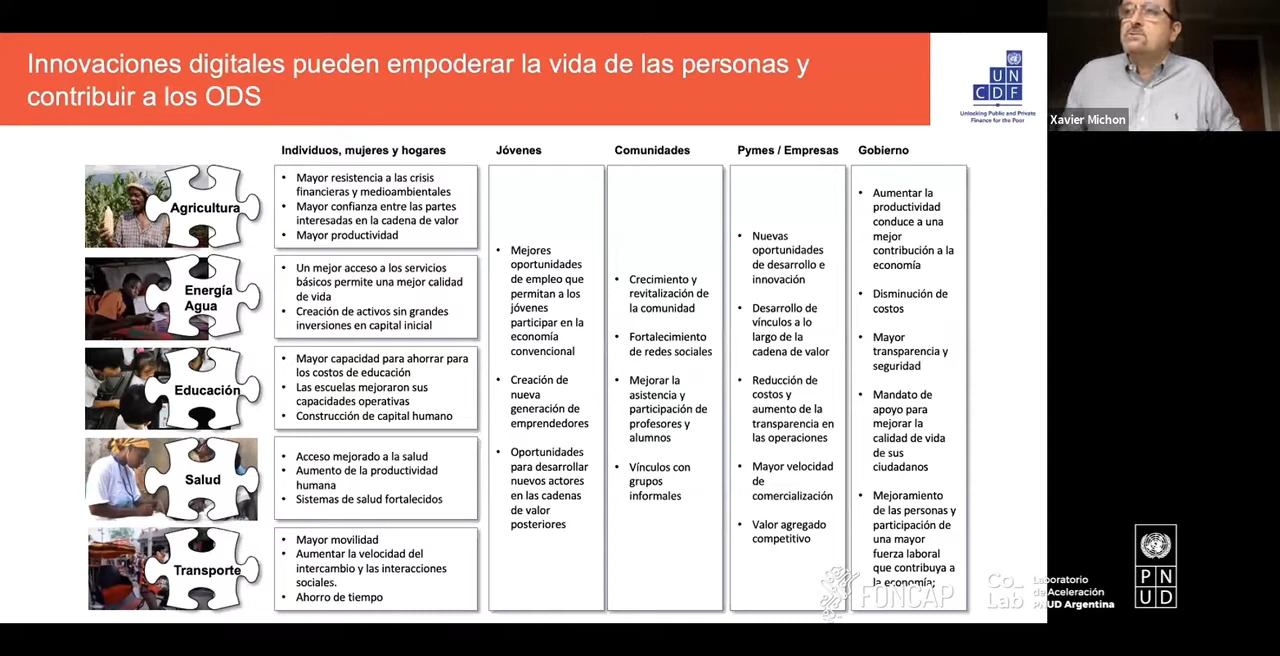 Innovaciones digitales pueden empoderar la vida de las personas y
contribuir a los ODS
UN
CDF
Unlocking Public and Private
Finance for the Poor
Xavier Michon
Individuos, mujeres y hogares
Jóvenes
Comunidades
Pymes / Empresas
Gobierno
Agricultura
• Mayor resistencia a las crisis
financieras y medioambientales
• Mayor confianza entre las partes
interesadas en la cadena de valor
• Mayor productividad
Energía
Agua
• Un mejor acceso a los servicios
básicos permite una mejor calidad
de vida
• Creación de activos sin grandes
inversiones en capital inicial
Educación
• Mayor capacidad para ahorrar para
los costos de educación
• Las escuelas mejoraron sus
capacidades operativas
• Construcción de capital humano
Salud
• Acceso mejorado a la salud
• Aumento de la productividad
humana
• Sistemas de salud fortalecidos
Transporte
• Mayor movilidad
• Aumentar la velocidad del
intercambio y las interacciones
sociales.
• Ahorro de tiempo
• Mejores
oportunidades
de empleo que
permitan a los
jóvenes
participar en la
economía
convencional
• Creación de
nueva
generación de
emprendedores
• Oportunidades
para desarrollar
nuevos actores
en las cadenas
de valor
posteriores
• Crecimiento y
revitalización de
la comunidad
• Fortalecimiento
de redes sociales
• Mejorar la
asistencia y
participación de
profesores y
alumnos
• Vínculos con
grupos
informales
• Nuevas
oportunidades
de desarrollo e
innovación
• Desarrollo de
vínculos a lo
largo de la
cadena de valor
• Reducción de
costos y
aumento de la
transparencia en
las operaciones
• Mayor velocidad
de
comercialización
• Valor agregado
competitivo
• Aumentar la
productividad
conduce a una
mejor
contribución a la
economía
• Disminución de
costos
• Mayor
transparencia y
seguridad
• Mandato de
apoyo para
mejorar la
calidad de vida
de sus
ciudadanos
• Mejoramiento
de las personas y
participación de
una mayor
fuerza laboral
que contribuya a
la economía;
FONCAP
Co_
Lab
Laboratorio
de Aceleración
PNUD Argentina
PN
UD